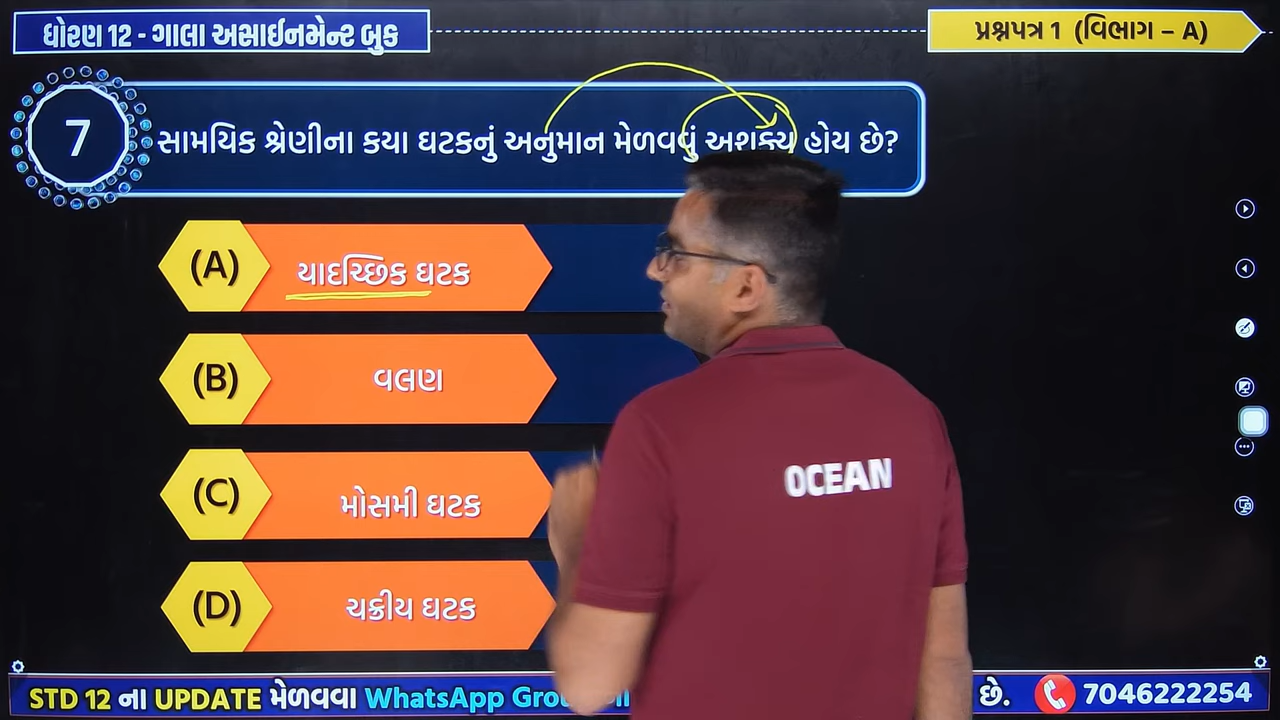 ધોરણ 12 - ગાલા અસાઈનમેન્ટ બુક
પ્રશ્નપત્ર 1 (વિભાગ – A)
7
સામયિક શ્રેણીના કયા ઘટકનું અનુમાન મેળવવું અશક્ય હોય છે?
(A) યાદચ્છિક ઘટક
(B) વલણ
(C) મોસમી ઘટક
(D) ચક્રીય ઘટક
OCEAN
STD 12 ના UPDATE મેળવવા WhatsApp છે. 7046222254